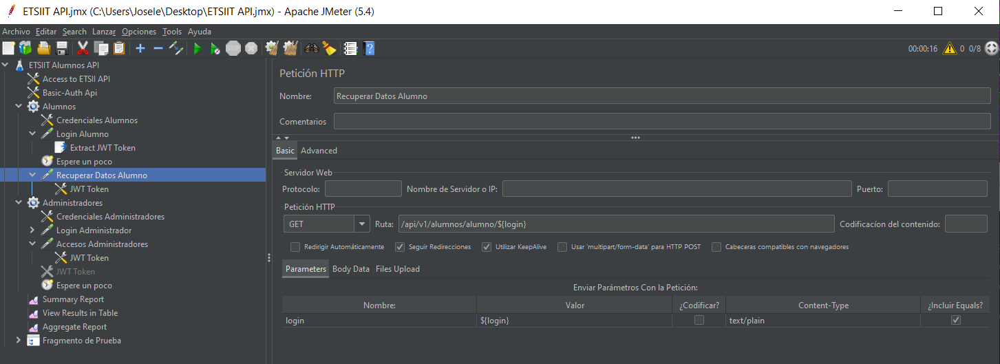 ETSIIT API.jmx (C:\Users\Josele\Desktop\ETSIIT API.jmx) - Apache JMeter (5.4)
Archivo Editar Search Lanzar Opciones Tools Ayuda
STOP
00:00:16 0 0/8
ETSIIT Alumnos API
Access to ETSII API
Basic-Auth Api
Alumnos
Credenciales Alumnos
Login Alumno
Extract JWT Token
Espere un poco
Recuperar Datos Alumno
JWT Token
Administradores
Credenciales Administradores
Login Administrador
Accesos Administradores
JWT Token
JWT Token
Espere un poco
Summary Report
View Results in Table
Aggregate Report
Fragmento de Prueba
Petición HTTP
Nombre: Recuperar Datos Alumno
Comentarios
Basic Advanced
Servidor Web
Protocolo: Nombre de Servidor o IP: Puerto:
Petición HTTP
GET Ruta: /api/v1/alumnos/alumno/${login} Codificacíon del contenido:
Redirigir Automáticamente Seguir Redirecciones Utilizar KeepAlive Usar 'multipart/form-data' para HTTP POST Cabeceras compatibles con navegadores
Parameters Body Data Files Upload
Enviar Parámetros Con la Petición:
Nombre: Valor ¿Codificar? Content-Type ¿Incluir Equals?
login ${login} text/plain